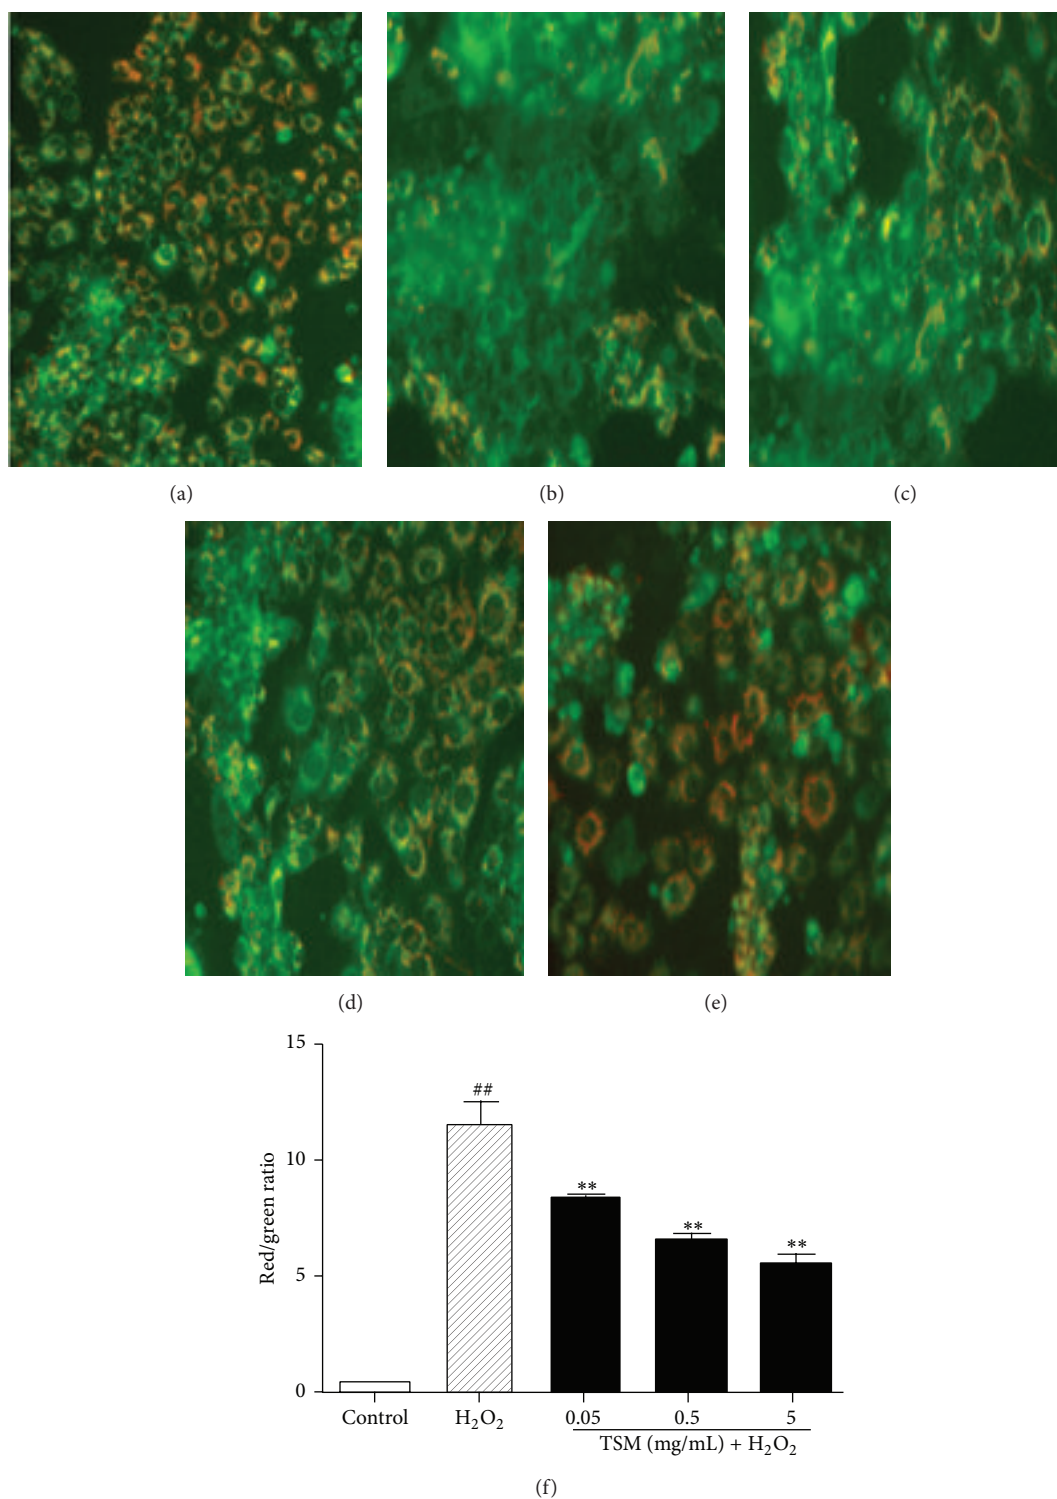 (a)
(b)
(c)
(d)
(e)
15
10
5
0
Red/green ratio
##
**
**
**
Control
H₂O₂
0.05
0.5
5
TSM (mg/mL) + H₂O₂
(f)